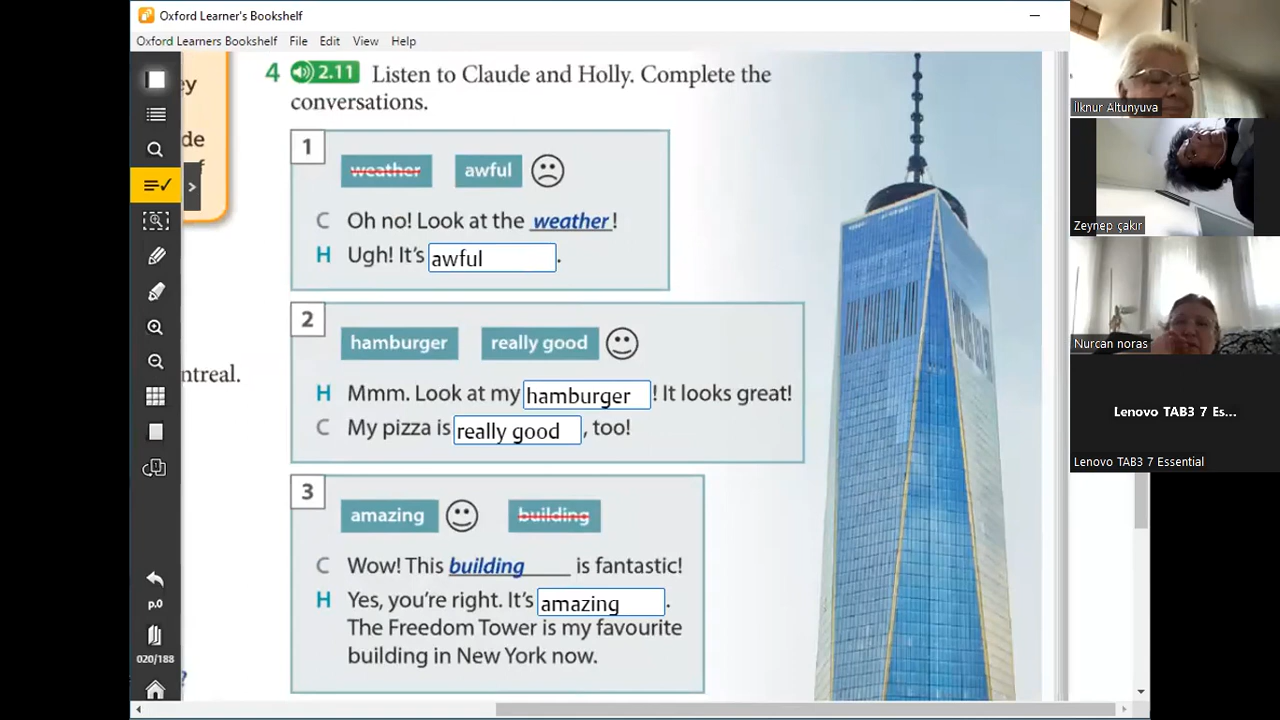 Oxford Learner's Bookshelf
Oxford Learners Bookshelf File Edit View Help
ey
de
f
ntreal.
?
p.0
020/188
4 2.11 Listen to Claude and Holly. Complete the
conversations.
1
weather awful
C Oh no! Look at the weather!
H Ugh! It's awful.
2
hamburger really good
H Mmm. Look at my hamburger! It looks great!
C My pizza is really good, too!
3
amazing building
C Wow! This building is fantastic!
H Yes, you're right. It's amazing.
The Freedom Tower is my favourite
building in New York now.
İlknur Altunyuva
Zeynep çakır
Nurcan noras
Lenovo TAB3 7 Es...
Lenovo TAB3 7 Essential